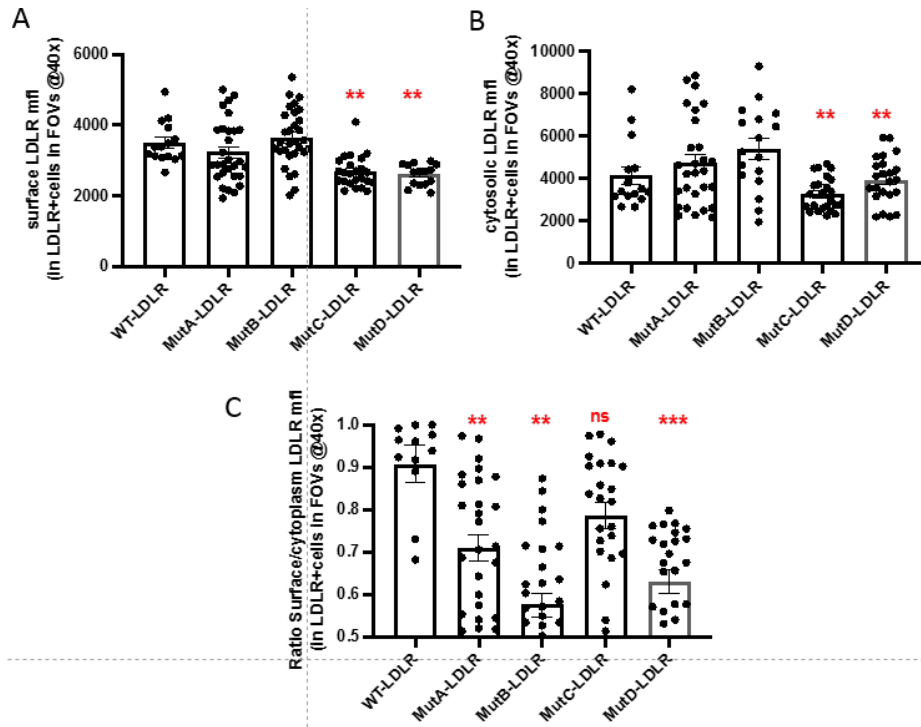 A
surface LDLR mfi
(In LDLR+cells In FOVs @40x)
6000
4000
2000
0
** **
WT-LDLR
MutA-LDLR
MutB-LDLR
MutC-LDLR
MutD-LDLR
B
cytosolic LDLR mfi
(In LDLR+cells In FOVs @40x)
10000
8000
6000
4000
2000
0
** **
WT-LDLR
MutA-LDLR
MutB-LDLR
MutC-LDLR
MutD-LDLR
C
Ratio Surface/cytoplasm LDLR mfi
(In LDLR+cells In FOVs @40x)
1.0
0.9
0.8
0.7
0.6
0.5
** ** ns ***
WT-LDLR
MutA-LDLR
MutB-LDLR
MutC-LDLR
MutD-LDLR